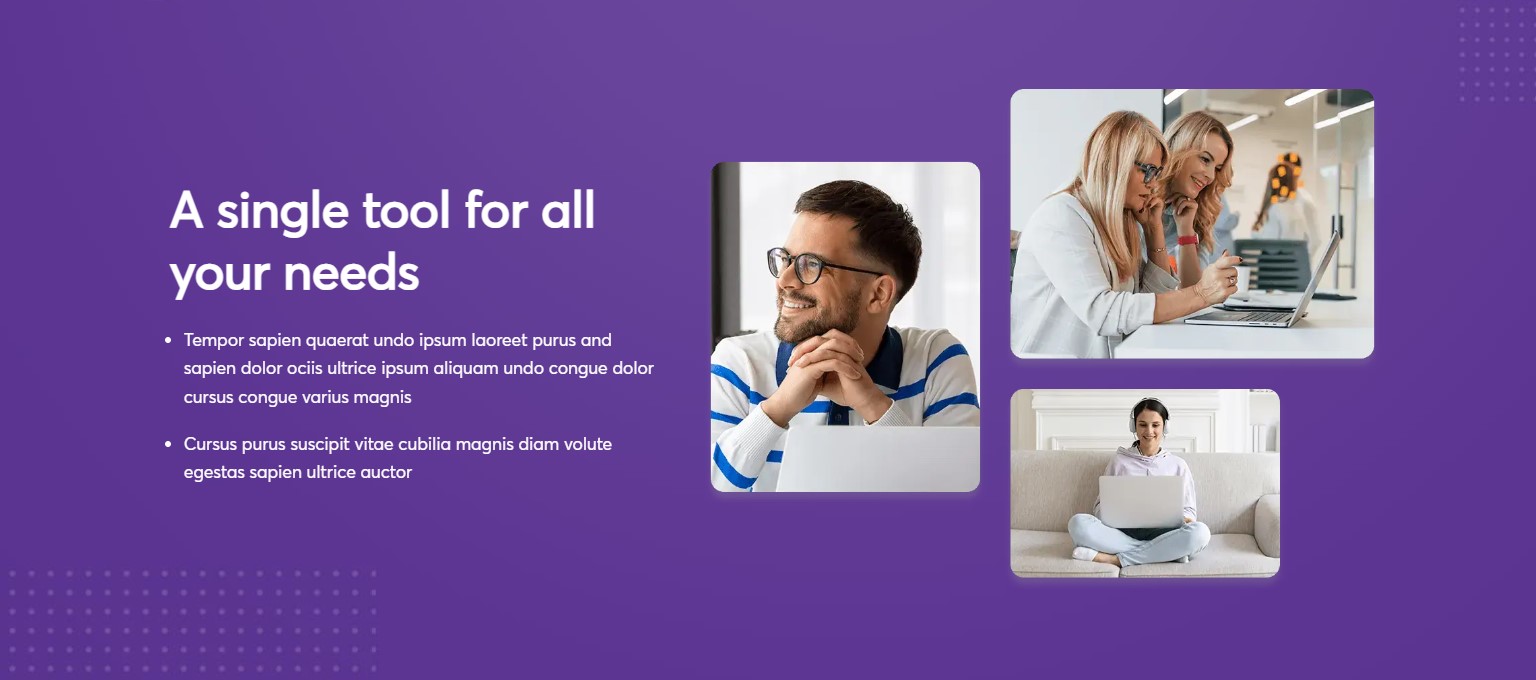 A single tool for all
your needs
Tempor sapien quaerat undo ipsum laoreet purus and
sapien dolor ociis ultrice ipsum aliquam undo congue dolor
cursus congue varius magnis
Cursus purus suscipit vitae cubilia magnis diam volute
egestas sapien ultrice auctor